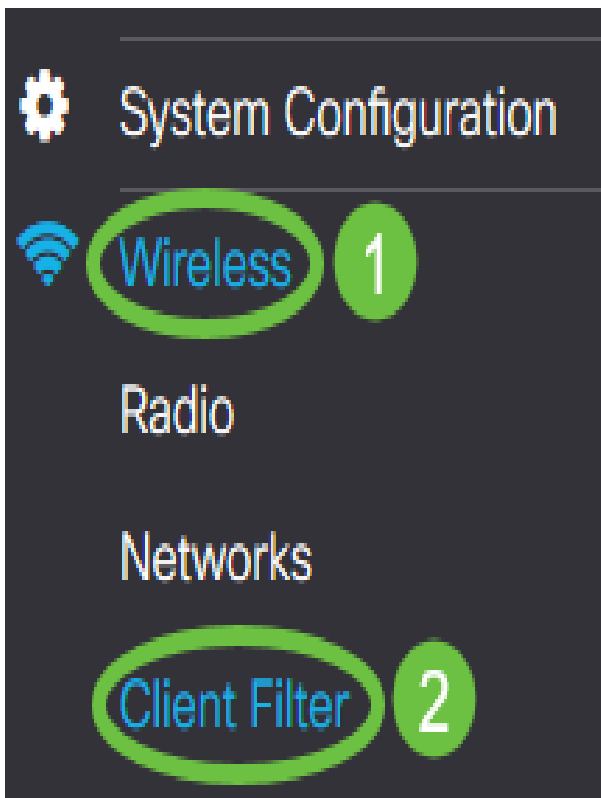 System Configuration
Wireless 1
Radio
Networks
Client Filter 2